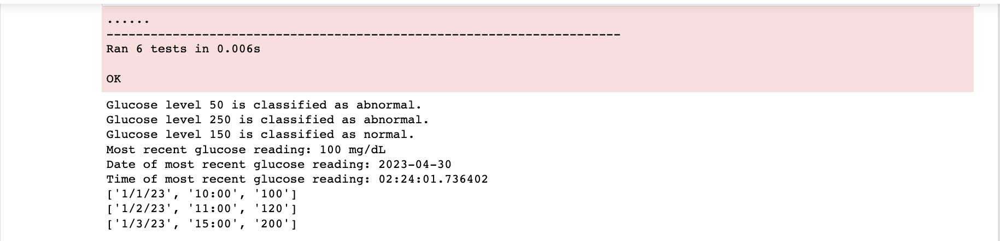 ......
----------------------------------------------------------------------
Ran 6 tests in 0.006s
OK
Glucose level 50 is classified as abnormal.
Glucose level 250 is classified as abnormal.
Glucose level 150 is classified as normal.
Most recent glucose reading: 100 mg/dL
Date of most recent glucose reading: 2023-04-30
Time of most recent glucose reading: 02:24:01.736402
['1/1/23', '10:00', '100']
['1/2/23', '11:00', '120']
['1/3/23', '15:00', '200']